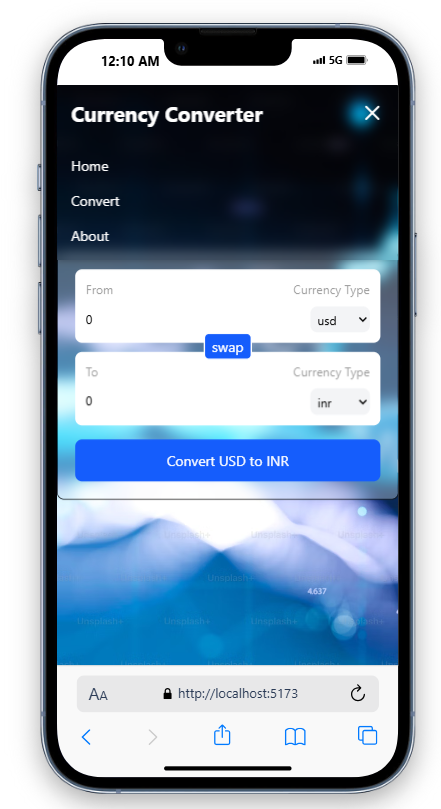 12:10 AM 5G
Currency Converter
Home
Convert
About
From Currency Type
0 usd
swap
To Currency Type
0 inr
Convert USD to INR
Unsplash+ Unsplash+ Unsplash+
Unsplash+ Unsplash+
4,637
Unsplash+ Unsplash+ Unsplash+
AA http://localhost:5173